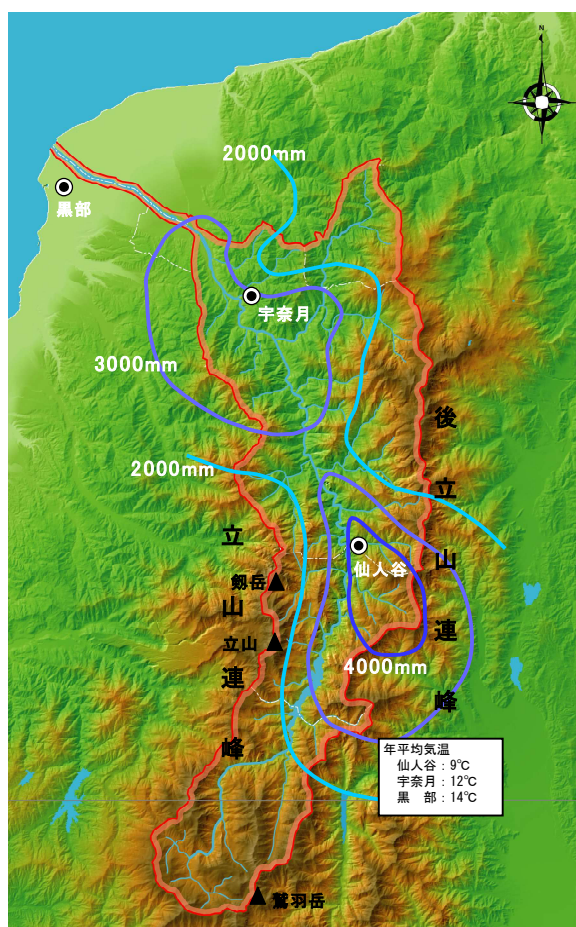 N
2000mm
黒部
宇奈月
3000mm
後立山連峰
2000mm
立山連峰
仙人谷
剱岳
立山
4000mm
年平均気温
仙人谷：9℃
宇奈月：12℃
黒　部：14℃
鷲羽岳